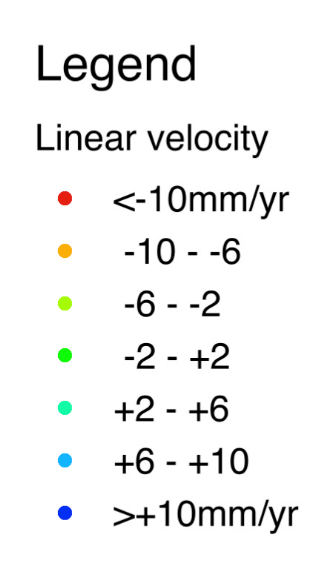 Legend
Linear velocity
<-10mm/yr
-10 - -6
-6 - -2
-2 - +2
+2 - +6
+6 - +10
>+10mm/yr